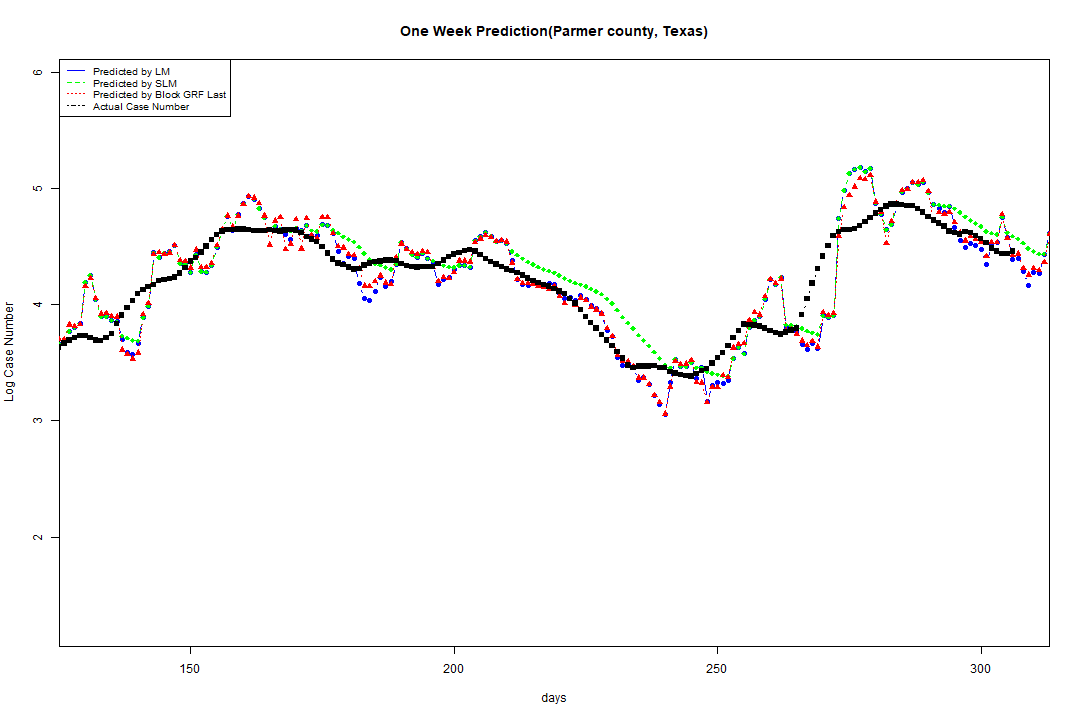 One Week Prediction(Parmer county, Texas)
Predicted by LM
Predicted by SLM
Predicted by Block GRF Last
Actual Case Number
6
5
4
3
2
Log Case Number
150 200 250 300
days